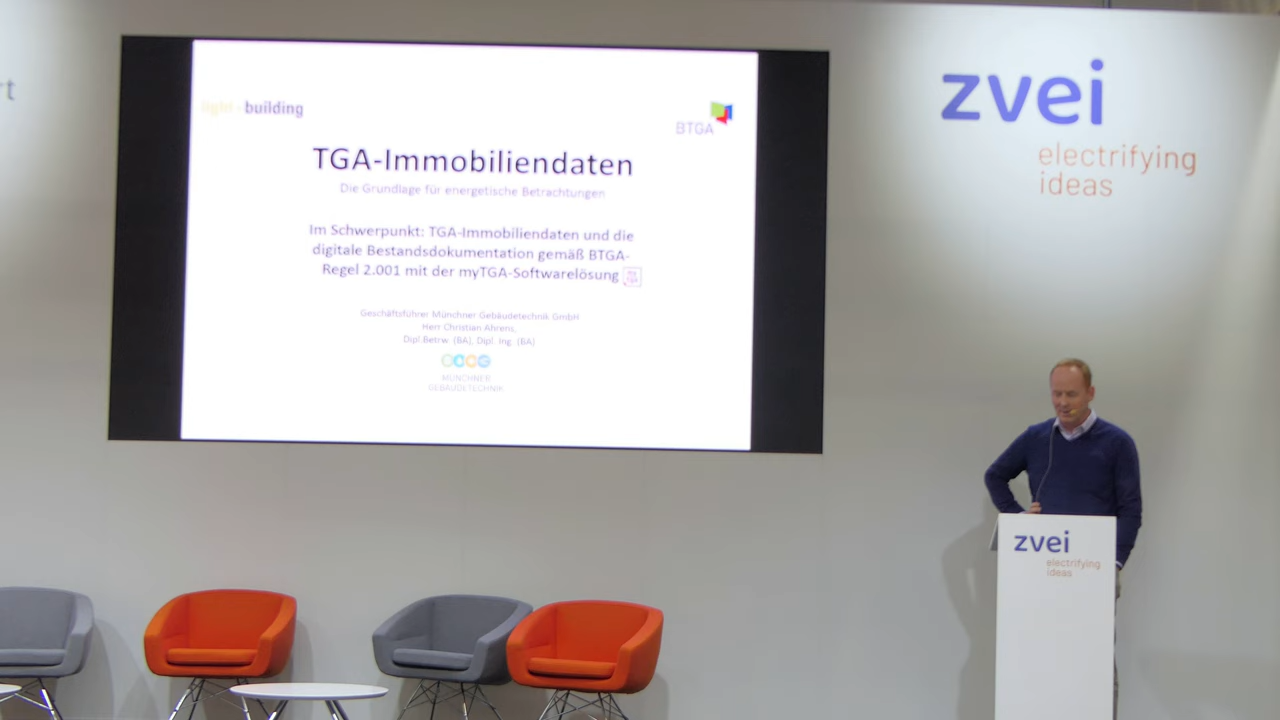 rt
light+building
BTGA
TGA-Immobiliendaten
Die Grundlage für energetische Betrachtungen
Im Schwerpunkt: TGA-Immobiliendaten und die
digitale Bestandsdokumentation gemäß BTGA-
Regel 2.001 mit der myTGA-Softwarelösung
Geschäftsführer Münchner Gebäudetechnik GmbH
Herr Christian Ahrens,
Dipl.Betrw. (BA), Dipl. Ing. (BA)
MÜNCHNER
GEBÄUDETECHNIK
zvei
electrifying
ideas
zvei
electrifying
ideas